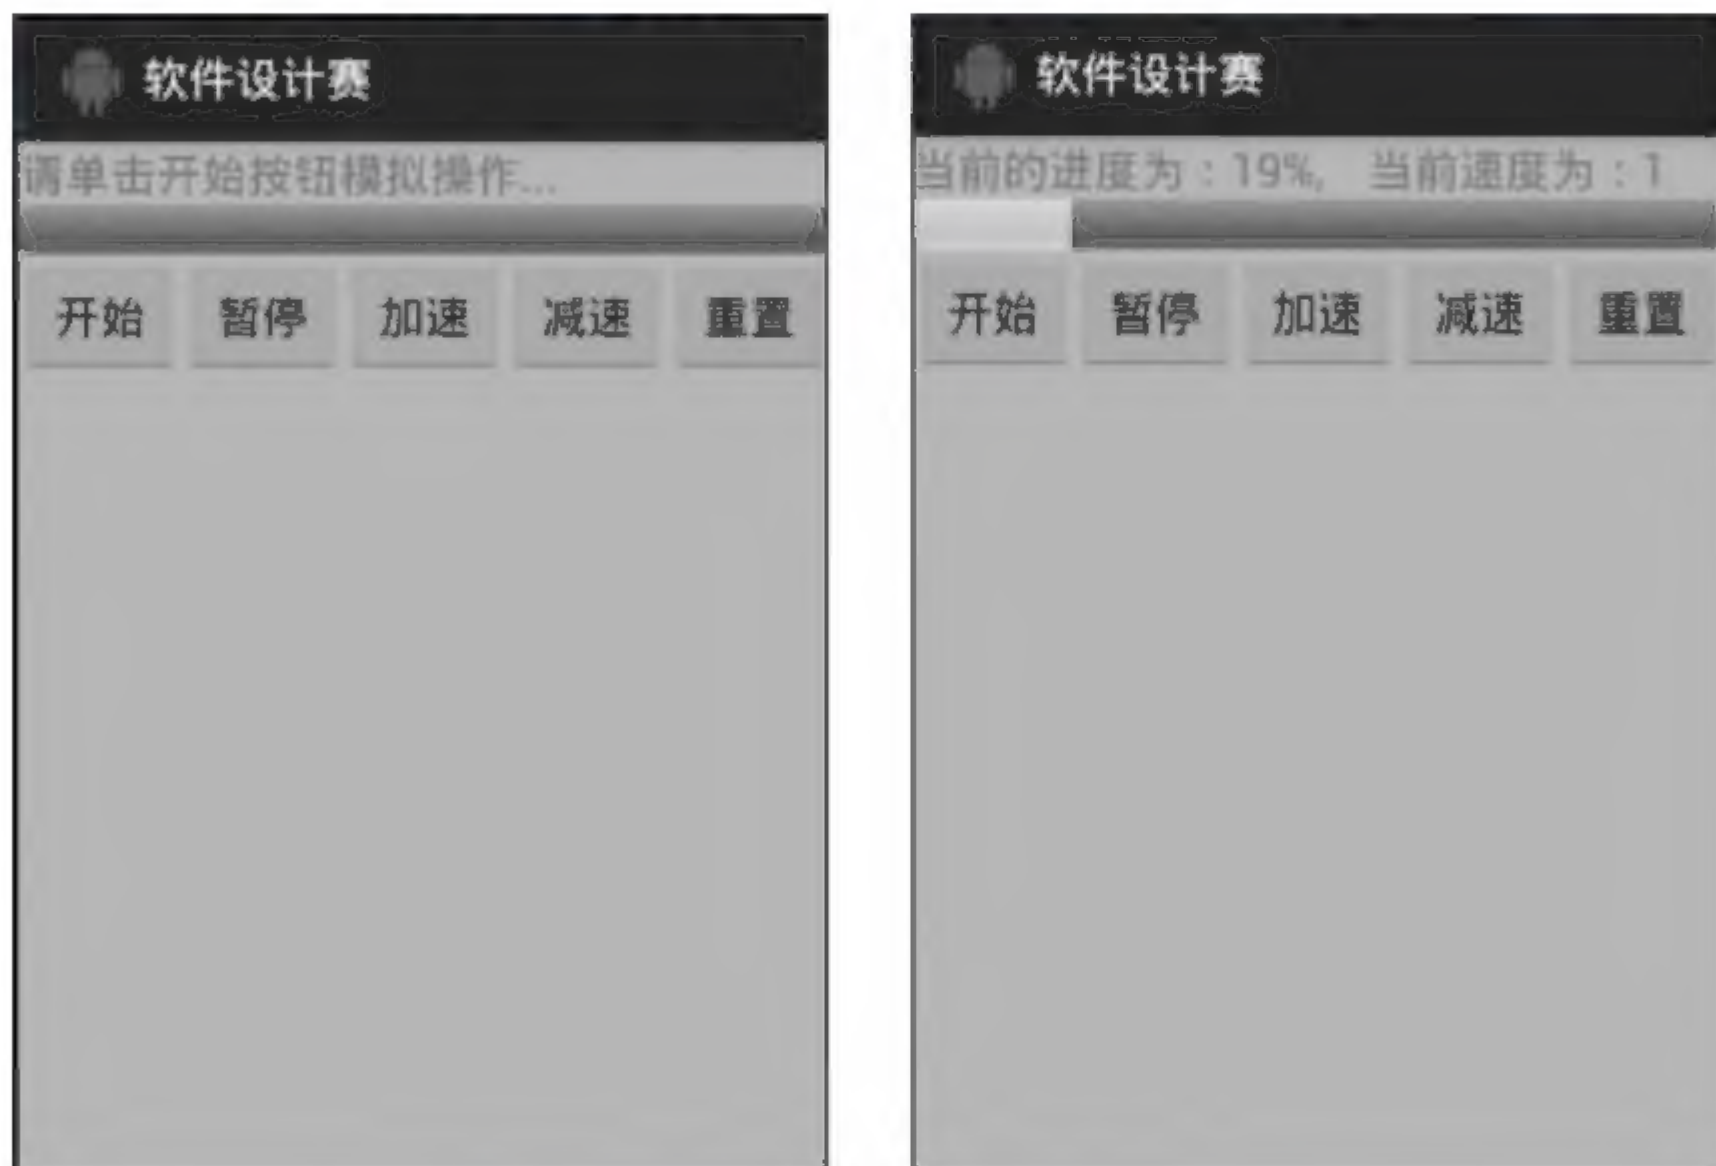 软件设计赛
请单击开始按钮模拟操作...
开始 暂停 加速 减速 重置
软件设计赛
当前的进度为：19%, 当前速度为：1
开始 暂停 加速 减速 重置